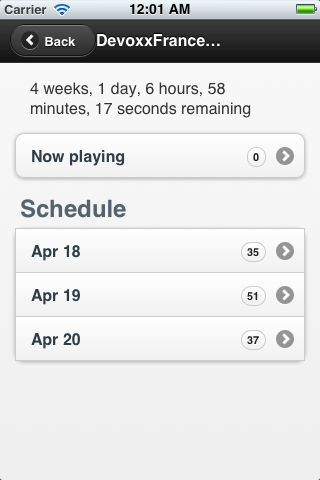 Carrier 12:01 AM
Back DevoxxFrance…
4 weeks, 1 day, 6 hours, 58
minutes, 17 seconds remaining
Now playing 0
Schedule
Apr 18 35
Apr 19 51
Apr 20 37